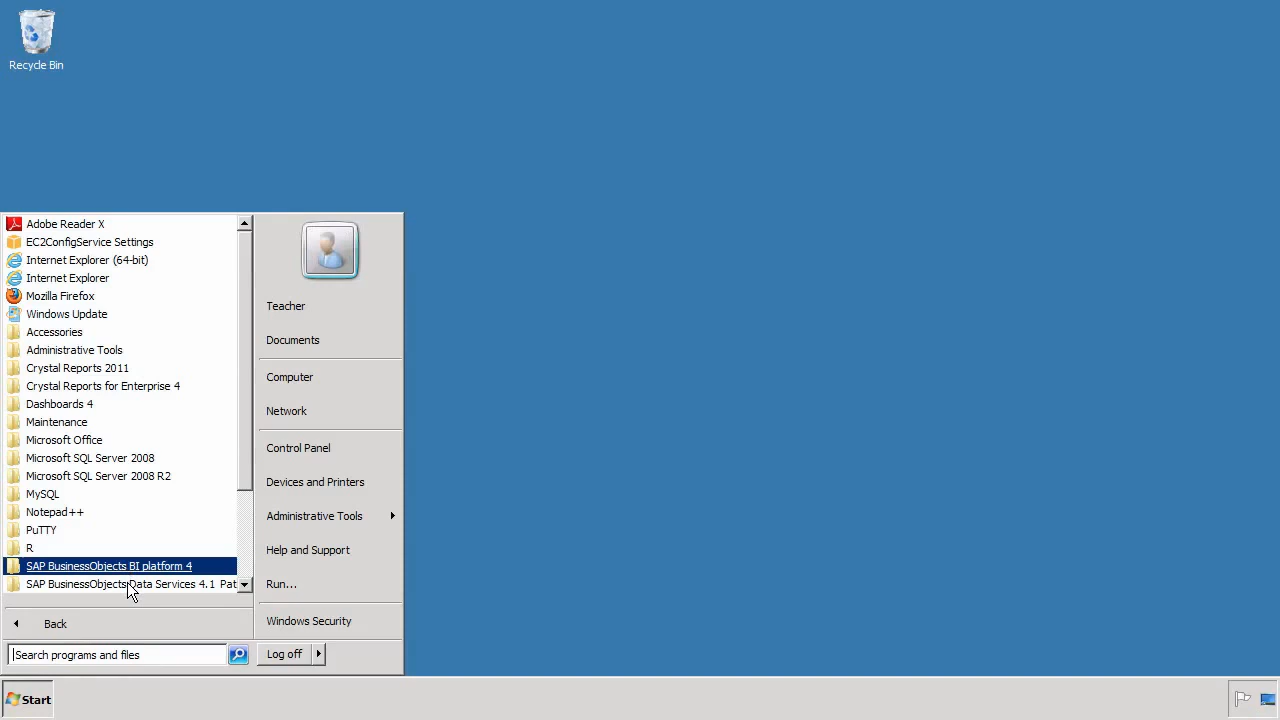 Recycle Bin
Adobe Reader X
EC2ConfigService Settings
Internet Explorer (64-bit)
Internet Explorer
Mozilla Firefox
Windows Update
Accessories
Administrative Tools
Crystal Reports 2011
Crystal Reports for Enterprise 4
Dashboards 4
Maintenance
Microsoft Office
Microsoft SQL Server 2008
Microsoft SQL Server 2008 R2
MySQL
Notepad++
PuTTY
R
SAP BusinessObjects BI platform 4
SAP BusinessObjects Data Services 4.1 Pat
Back
Search programs and files
Teacher
Documents
Computer
Network
Control Panel
Devices and Printers
Administrative Tools
Help and Support
Run...
Windows Security
Log off
Start